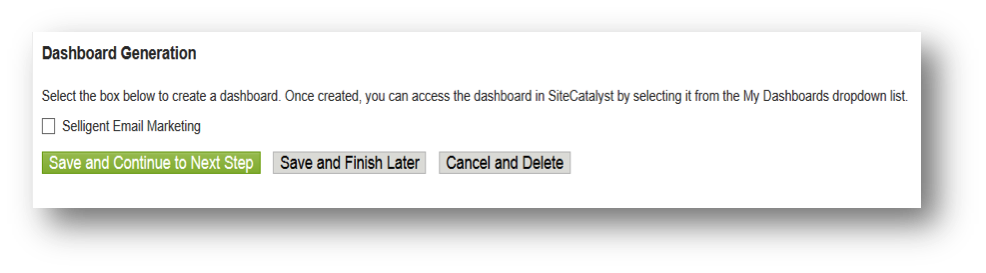 Dashboard Generation
Select the box below to create a dashboard. Once created, you can access the dashboard in SiteCatalyst by selecting it from the My Dashboards dropdown list.
Selligent Email Marketing
Save and Continue to Next Step Save and Finish Later Cancel and Delete